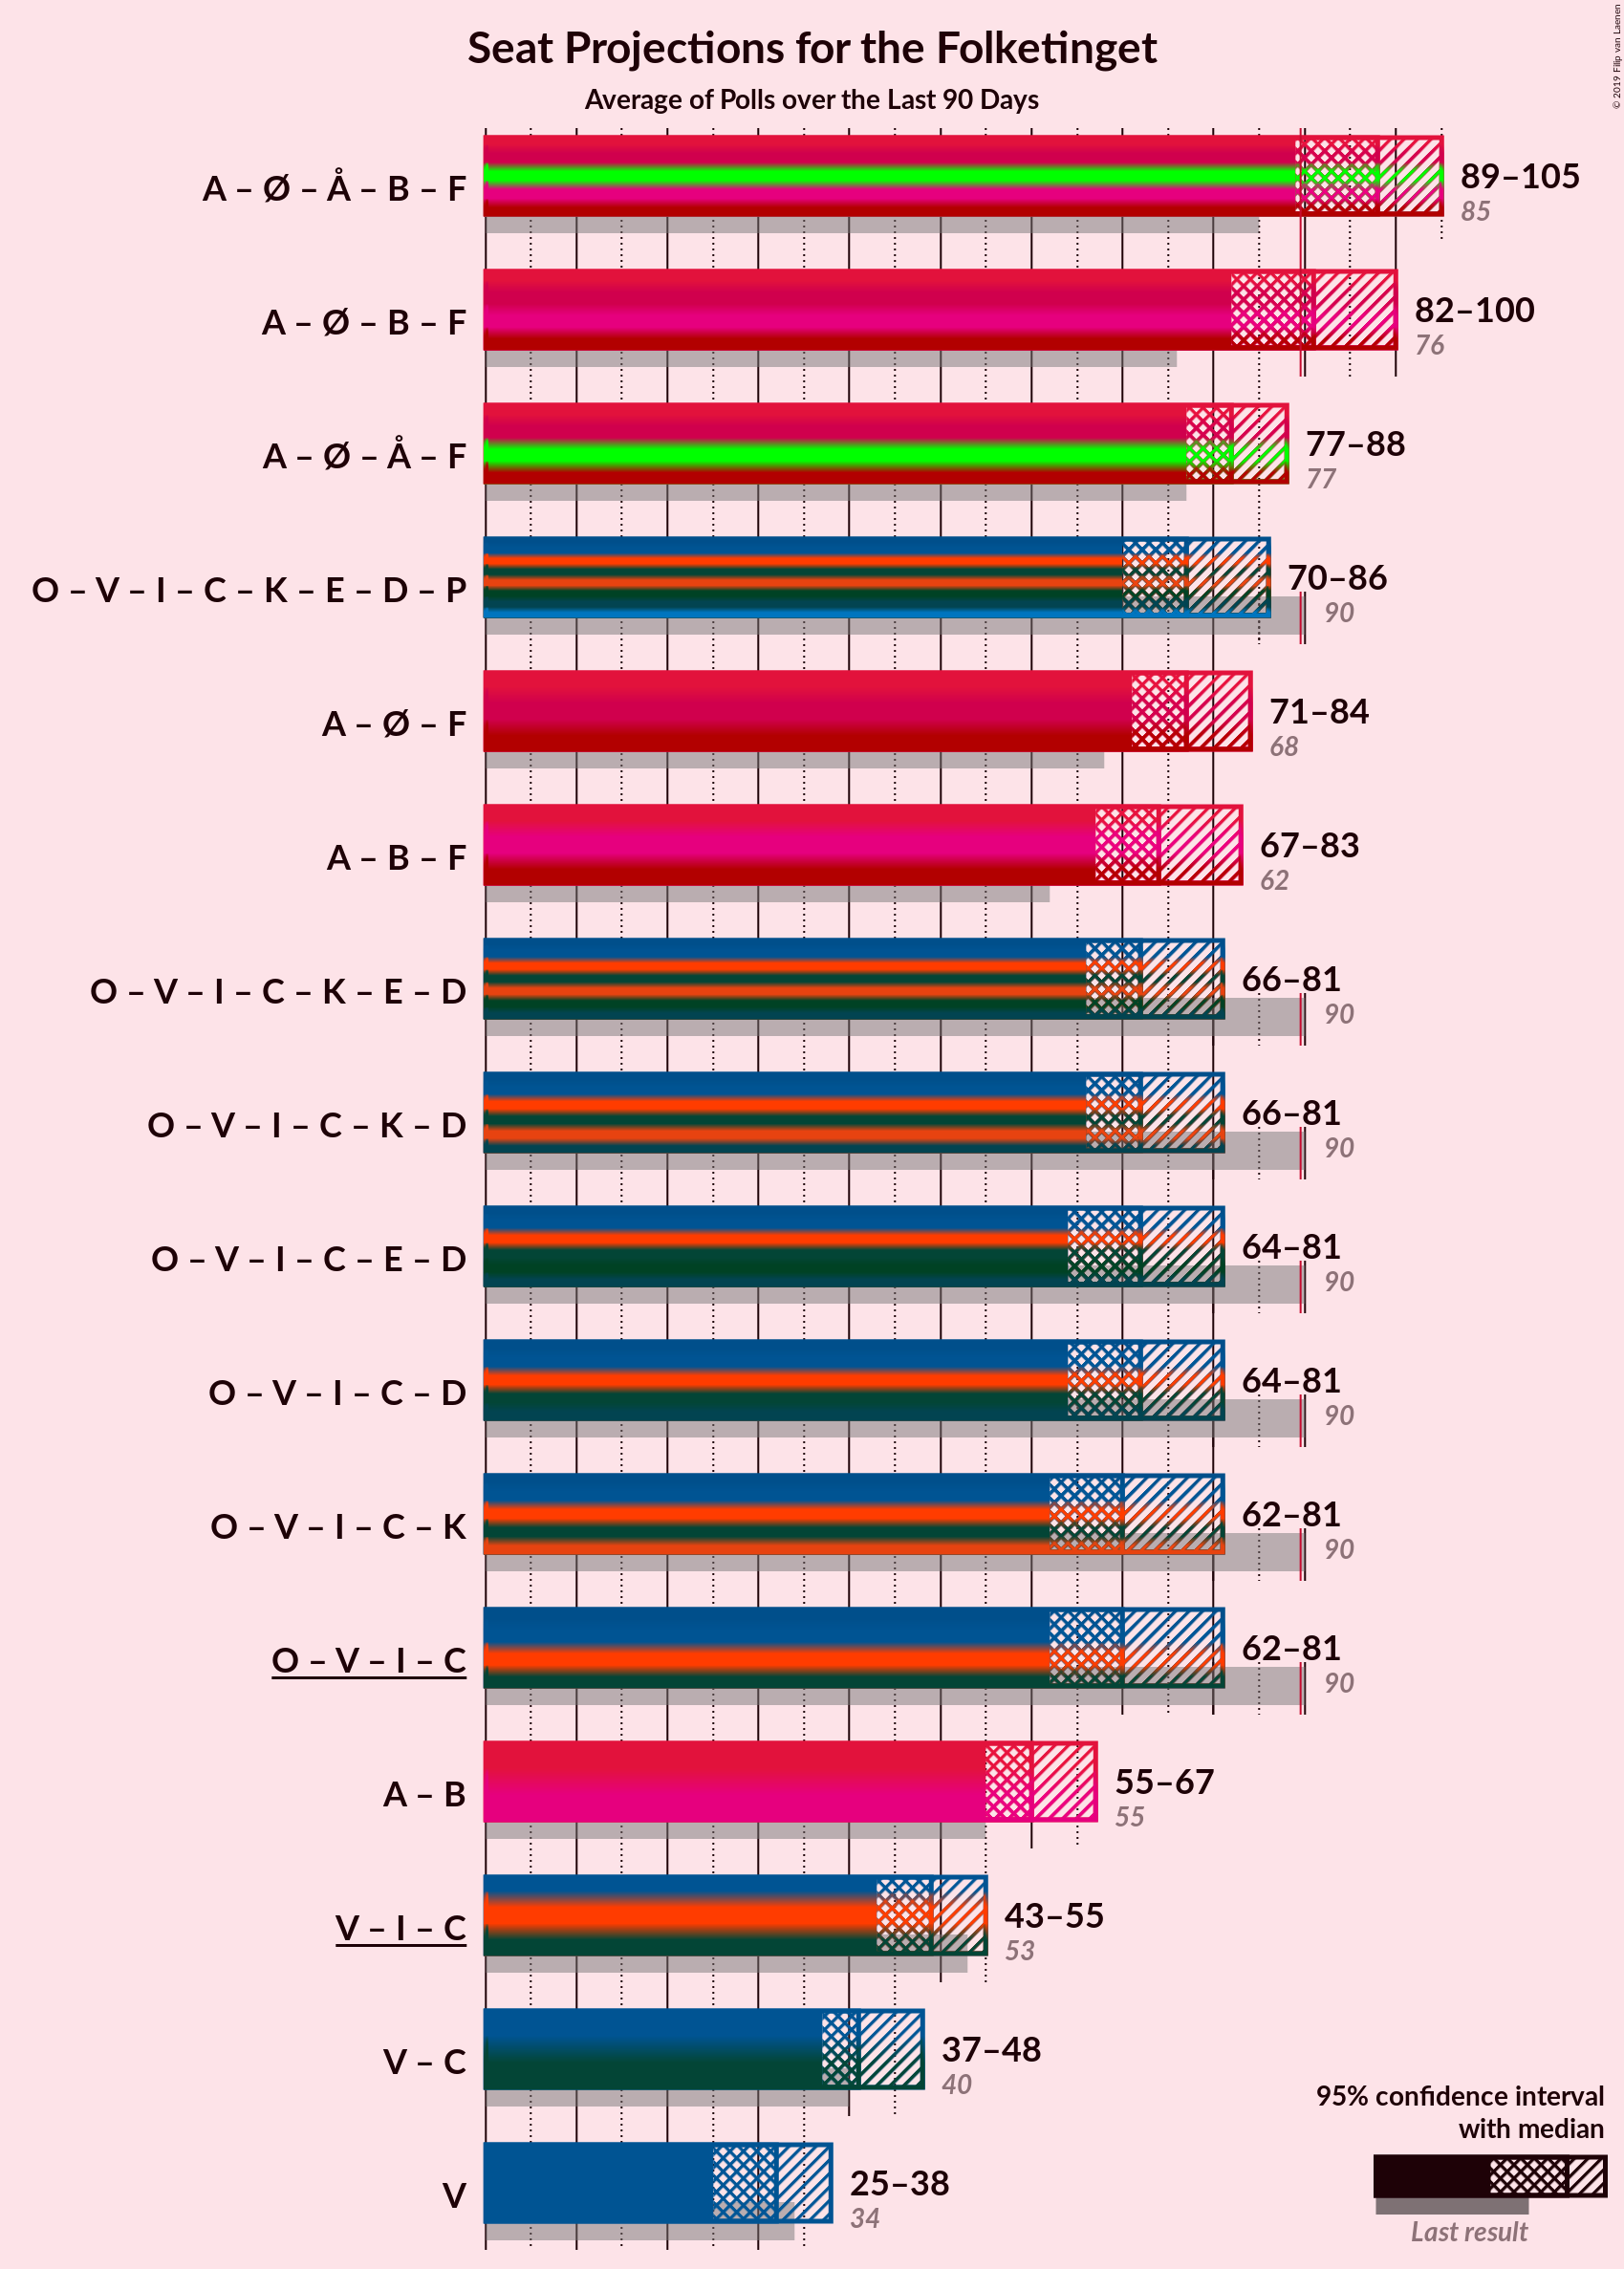 Seat Projections for the Folketinget
Average of Polls over the Last 90 Days
© 2019 Filip van Laenen
A – Ø – Å – B – F
89–105
85
A – Ø – B – F
82–100
76
A – Ø – Å – F
77–88
77
O – V – I – C – K – E – D – P
70–86
90
A – Ø – F
71–84
68
A – B – F
67–83
62
O – V – I – C – K – E – D
66–81
90
O – V – I – C – K – D
66–81
90
O – V – I – C – E – D
64–81
90
O – V – I – C – D
64–81
90
O – V – I – C – K
62–81
90
O – V – I – C
62–81
90
A – B
55–67
55
V – I – C
43–55
53
V – C
37–48
40
V
25–38
34
95% confidence interval
with median
Last result